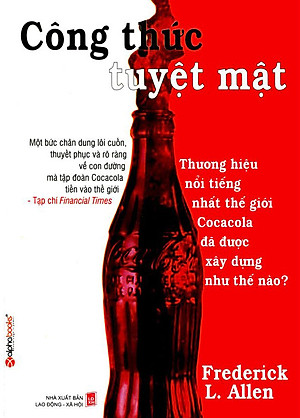 Công thức
tuyệt mật
Một bức chân dung lôi cuốn,
thuyết phục và rõ ràng
về con đường
mà tập đoàn Cocacola
tiến vào thế giới
- Tạp chí Financial Times
Thương hiệu
nổi tiếng
nhất thế giới
Cocacola
đã được
xây dựng
như thế nào?
Coca-Cola
alphabooks
NHÀ XUẤT BẢN
LAO ĐỘNG - XÃ HỘI
Frederick
L. Allen